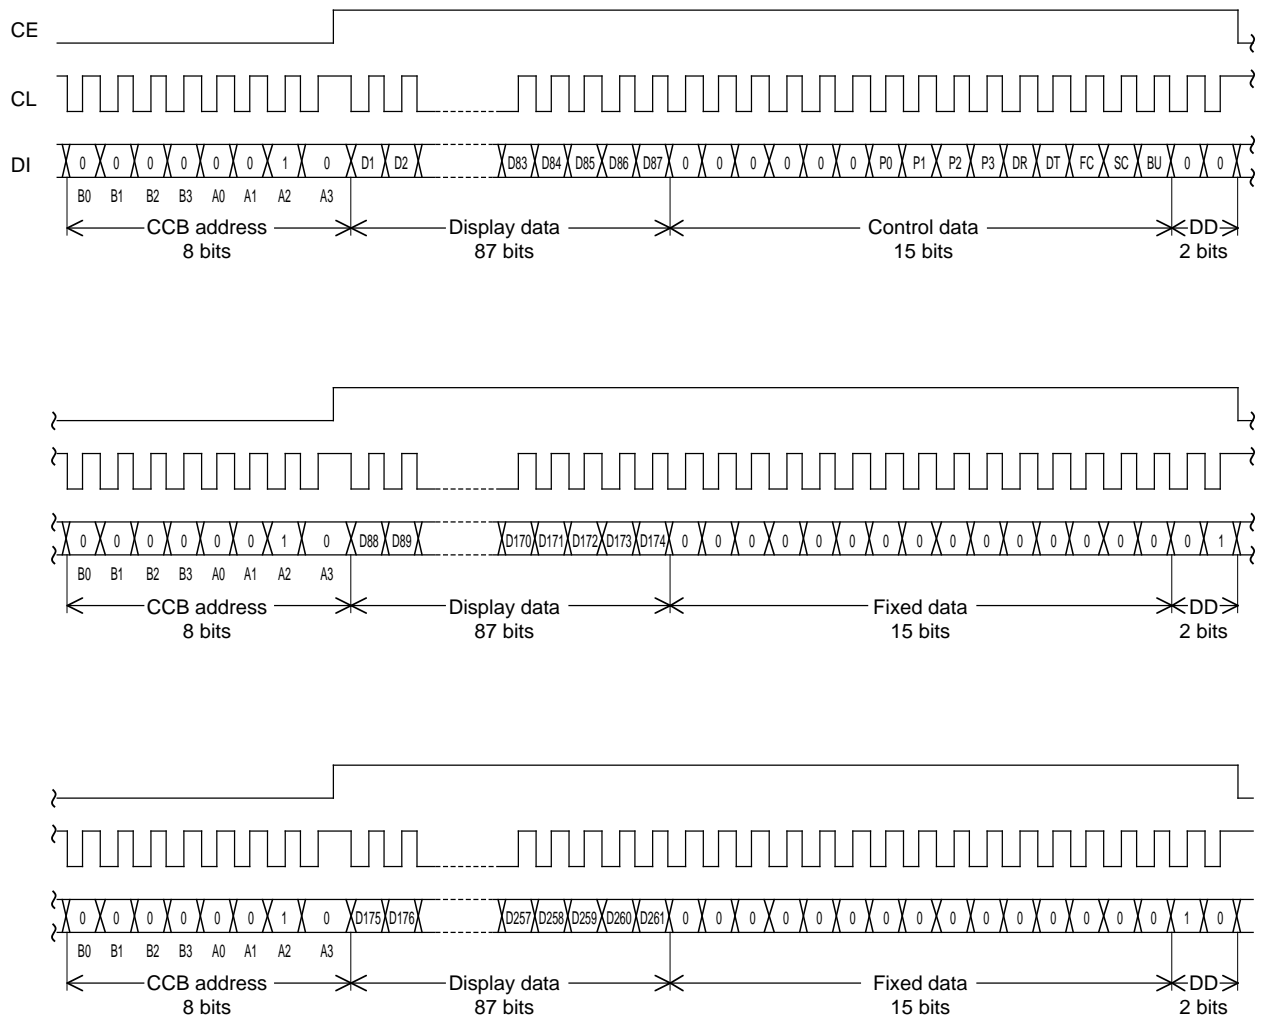 CE
CL
DI 0 0 0 0 0 0 1 0 D1 D2 D83 D84 D85 D86 D87 0 0 0 0 0 0 P0 P1 P2 P3 DR DT FC SC BU 0 0
B0 B1 B2 B3 A0 A1 A2 A3
CCB address Display data Control data DD
8 bits 87 bits 15 bits 2 bits
0 0 0 0 0 0 1 0 D88 D89 D170 D171 D172 D173 D174 0 0 0 0 0 0 0 0 0 0 0 0 0 0 0 0 1
B0 B1 B2 B3 A0 A1 A2 A3
CCB address Display data Fixed data DD
8 bits 87 bits 15 bits 2 bits
0 0 0 0 0 0 1 0 D175 D176 D257 D258 D259 D260 D261 0 0 0 0 0 0 0 0 0 0 0 0 0 0 0 1 0
B0 B1 B2 B3 A0 A1 A2 A3
CCB address Display data Fixed data DD
8 bits 87 bits 15 bits 2 bits